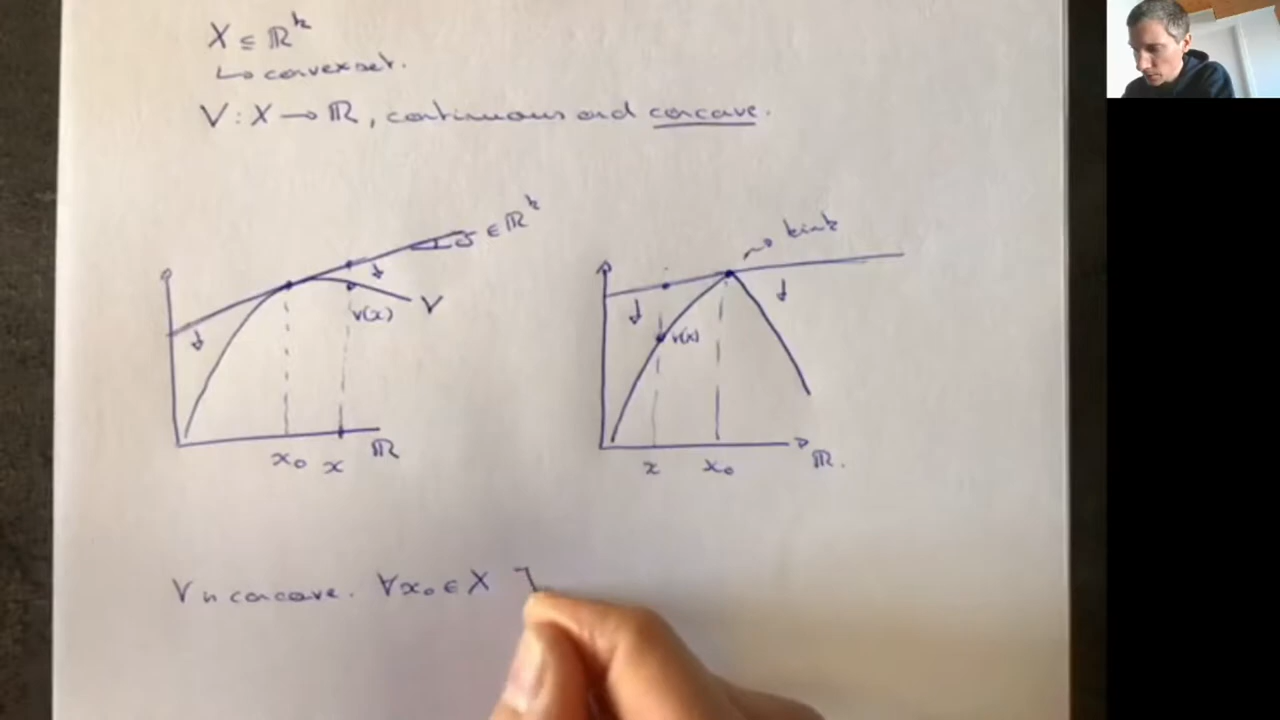 X ⊆ ℝᵏ
↳ convex set.
V : X → ℝ, continuous and concave.
δ ∈ ℝᵏ
V
V(x)
x₀ x ℝ
kink
V(x)
x x₀ ℝ.
V is concave. ∀x₀ ∈ X